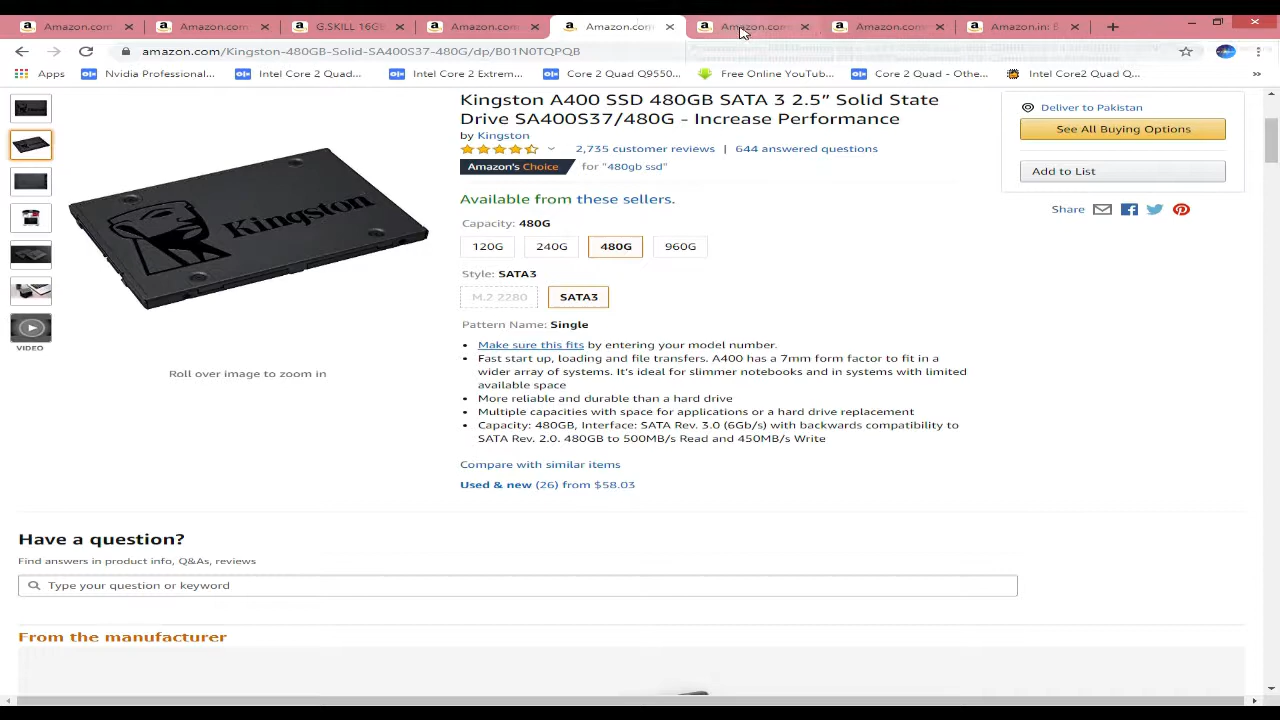 Amazon.com
Amazon.com
G.SKILL 16G
Amazon.com
Amazon.com
Amazon.com
Amazon.com
Amazon.in: B
amazon.com/Kingston-480GB-Solid-SA400S37-480G/dp/B01N0TQPQB
Apps
Nvidia Professional...
Intel Core 2 Quad...
Intel Core 2 Extrem...
Core 2 Quad Q9550...
Free Online YouTub...
Core 2 Quad - Othe...
Intel Core2 Quad Q...
»
Kingston A400 SSD 480GB SATA 3 2.5” Solid State
Drive SA400S37/480G - Increase Performance
by Kingston
2,735 customer reviews | 644 answered questions
Amazon's Choice for "480gb ssd"
Available from these sellers.
Capacity: 480G
120G
240G
480G
960G
Style: SATA3
M.2 2280
SATA3
Pattern Name: Single
• Make sure this fits by entering your model number.
• Fast start up, loading and file transfers. A400 has a 7mm form factor to fit in a
wider array of systems. It’s ideal for slimmer notebooks and in systems with limited
available space
• More reliable and durable than a hard drive
• Multiple capacities with space for applications or a hard drive replacement
• Capacity: 480GB, Interface: SATA Rev. 3.0 (6Gb/s) with backwards compatibility to
SATA Rev. 2.0. 480GB to 500MB/s Read and 450MB/s Write
Compare with similar items
Used & new (26) from $58.03
Deliver to Pakistan
See All Buying Options
Add to List
Share
Kingston
VIDEO
Roll over image to zoom in
Have a question?
Find answers in product info, Q&As, reviews
Type your question or keyword
From the manufacturer